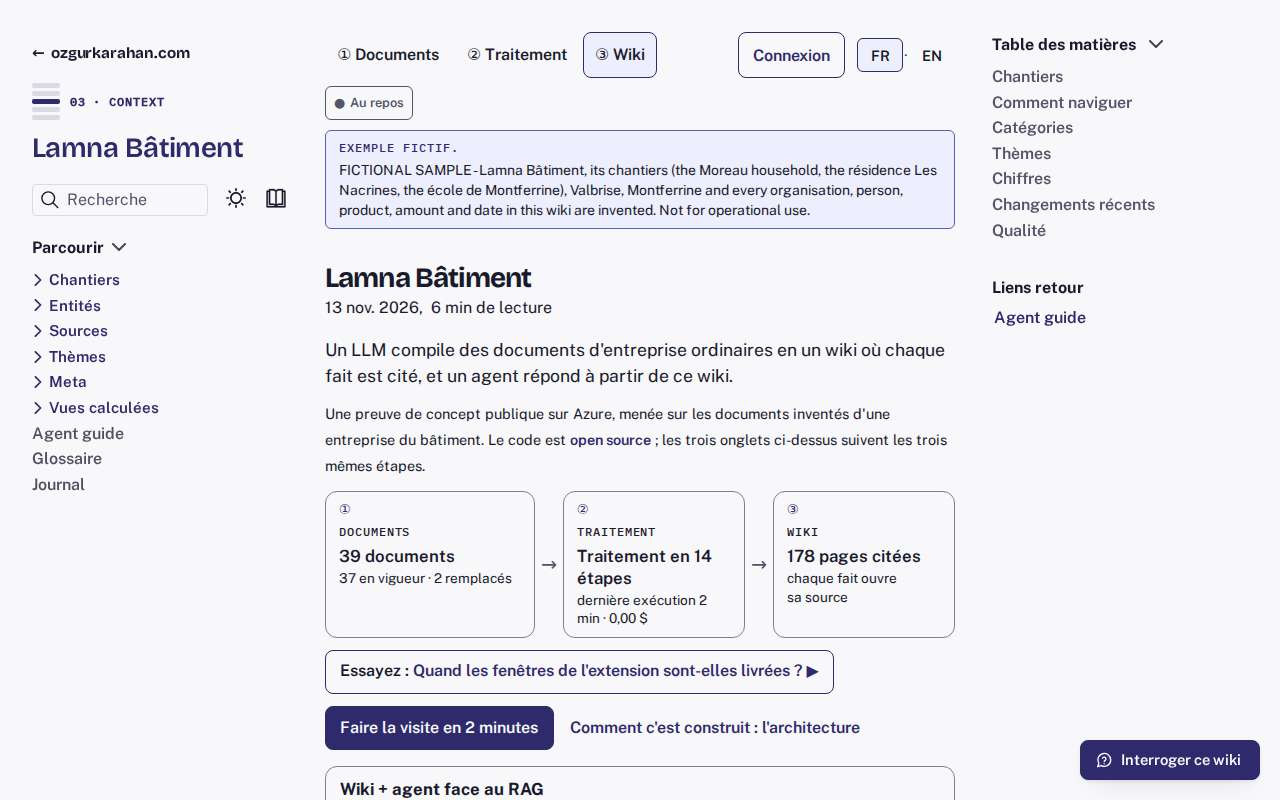 ← ozgurkarahan.com
03 · CONTEXT
Lamna Bâtiment
Recherche
Parcourir
Chantiers
Entités
Sources
Thèmes
Meta
Vues calculées
Agent guide
Glossaire
Journal
① Documents
② Traitement
③ Wiki
Connexion
FR · EN
● Au repos
EXEMPLE FICTIF.
FICTIONAL SAMPLE - Lamna Bâtiment, its chantiers (the Moreau household, the résidence Les
Nacrines, the école de Montferrine), Valbrise, Montferrine and every organisation, person,
product, amount and date in this wiki are invented. Not for operational use.
Lamna Bâtiment
13 nov. 2026, 6 min de lecture
Un LLM compile des documents d'entreprise ordinaires en un wiki où chaque
fait est cité, et un agent répond à partir de ce wiki.
Une preuve de concept publique sur Azure, menée sur les documents inventés d'une
entreprise du bâtiment. Le code est open source ; les trois onglets ci-dessus suivent les trois
mêmes étapes.
①
DOCUMENTS
39 documents
37 en vigueur · 2 remplacés
→
②
TRAITEMENT
Traitement en 14
étapes
dernière exécution 2
min · 0,00 $
→
③
WIKI
178 pages citées
chaque fait ouvre
sa source
Essayez : Quand les fenêtres de l'extension sont-elles livrées ? ▶
Faire la visite en 2 minutes
Comment c'est construit : l'architecture
Wiki + agent face au RAG
Table des matières
Chantiers
Comment naviguer
Catégories
Thèmes
Chiffres
Changements récents
Qualité
Liens retour
Agent guide
Interroger ce wiki